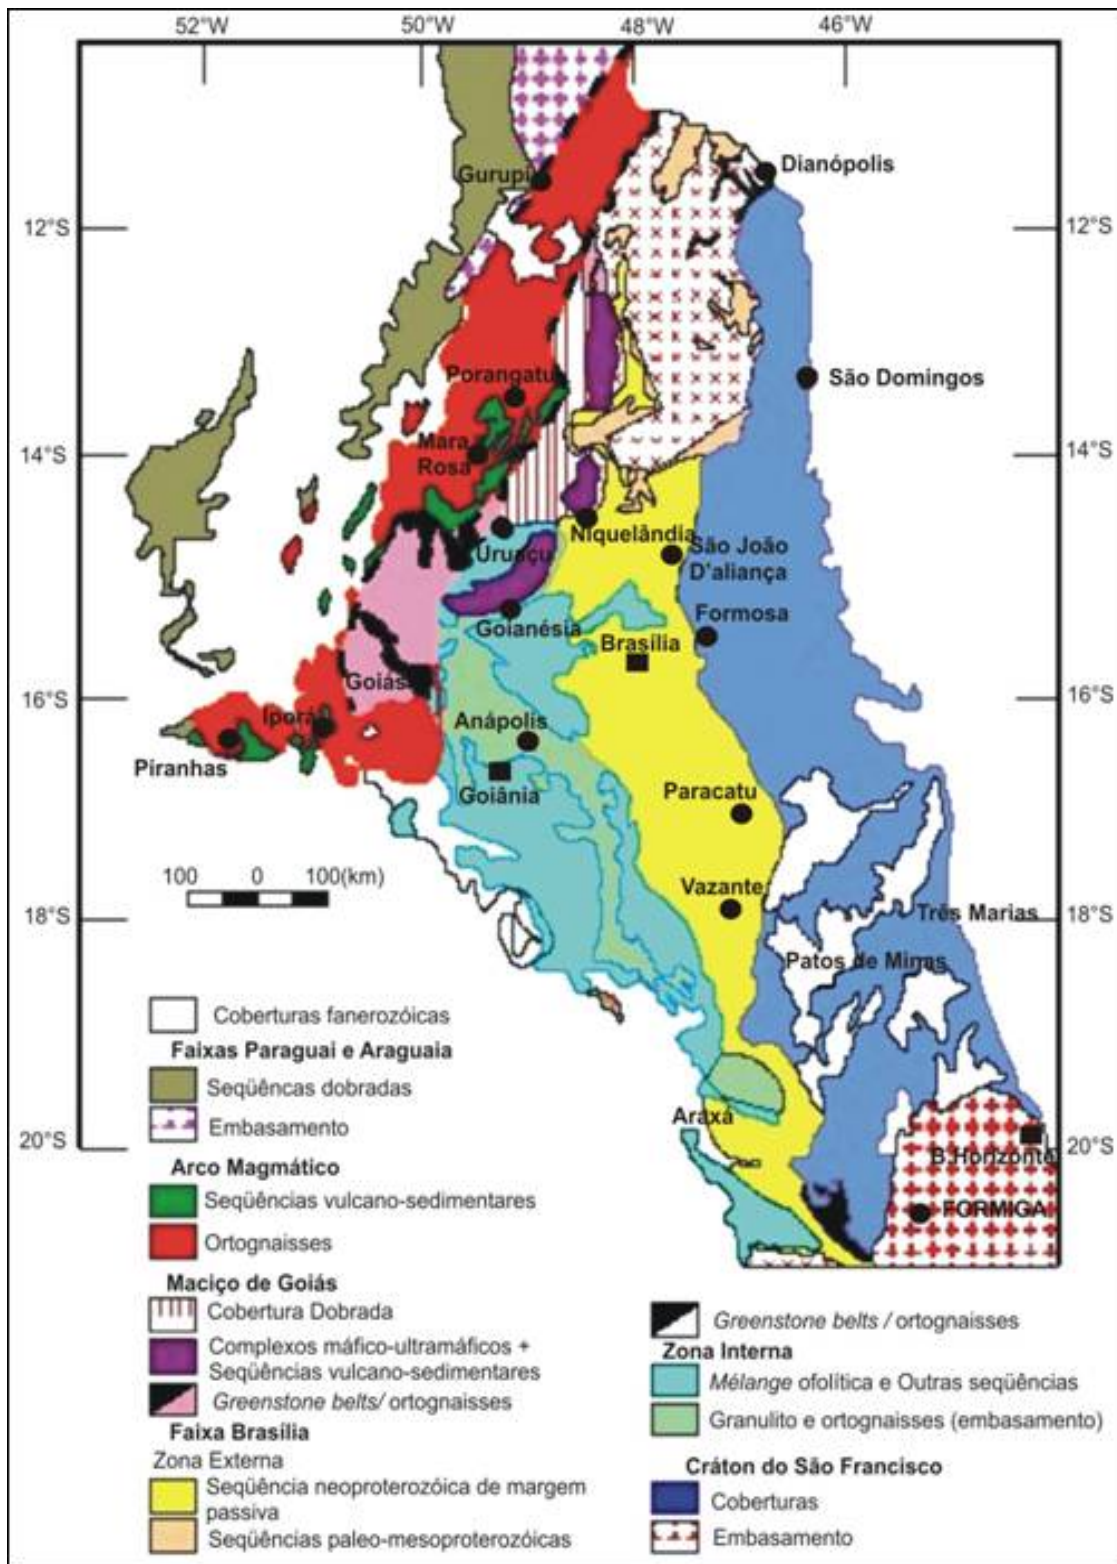 52°W 50°W 48°W 46°W
Gurupi
Dianópolis
12°S 12°S
Porangatu
São Domingos
Mara
Rosa
14°S 14°S
Niquelândia
Uruaçu
São João
D'aliança
Goianésia
Formosa
Brasília
Goiás
16°S 16°S
Iporá
Anápolis
Piranhas
Goiânia
Paracatu
100 0 100(km)
Vazante
18°S 18°S
Três Marias
Patos de Minas
Araxá
20°S 20°S
B.Horizonte
FORMIGA
Coberturas fanerozóicas
Faixas Paraguai e Araguaia
Seqüêncas dobradas
Embasamento
Arco Magmático
Seqüências vulcano-sedimentares
Ortognaisses
Maciço de Goiás
Cobertura Dobrada
Complexos máfico-ultramáficos +
Seqüências vulcano-sedimentares
Greenstone belts/ ortognaisses
Faixa Brasília
Zona Externa
Seqüência neoproterozóica de margem
passiva
Seqüências paleo-mesoproterozóicas
Greenstone belts / ortognaisses
Zona Interna
Mélange ofolítica e Outras seqüências
Granulito e ortognaisses (embasamento)
Cráton do São Francisco
Coberturas
Embasamento